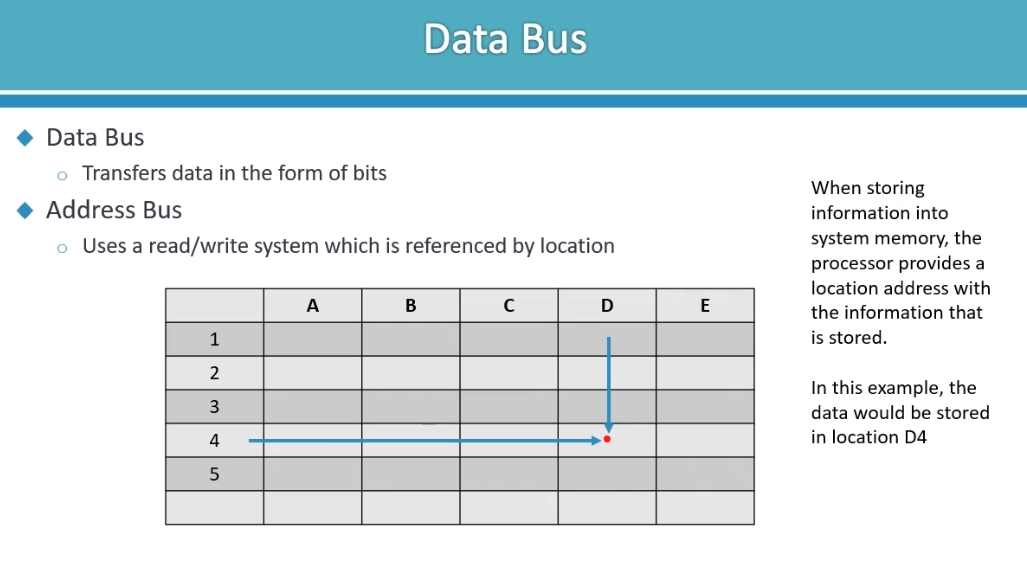 Data Bus
Data Bus
Transfers data in the form of bits
Address Bus
Uses a read/write system which is referenced by location
A B C D E
1
2
3
4
5
When storing
information into
system memory, the
processor provides a
location address with
the information that
is stored.
In this example, the
data would be stored
in location D4